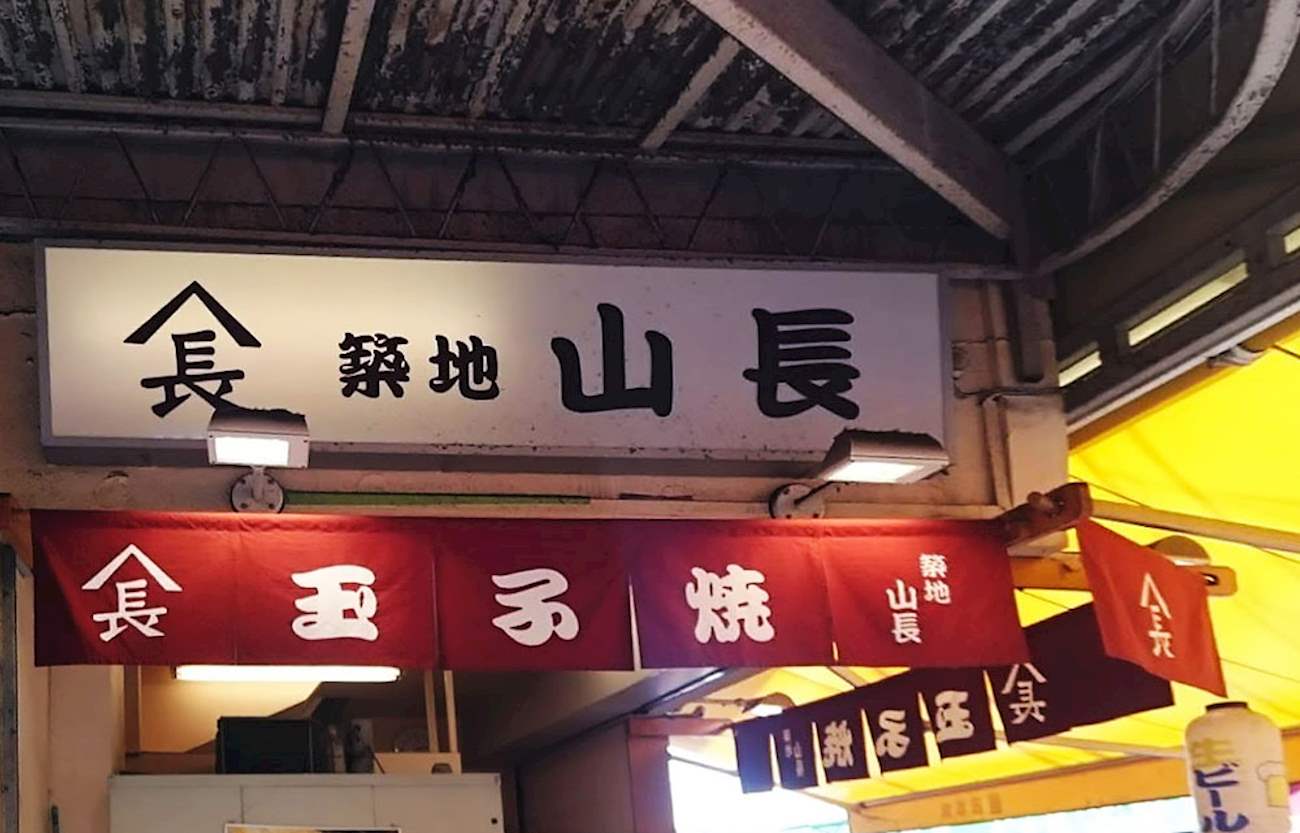 長 築地 山長
長 玉子焼 築地 山長
長
玉子焼
長
生ビール